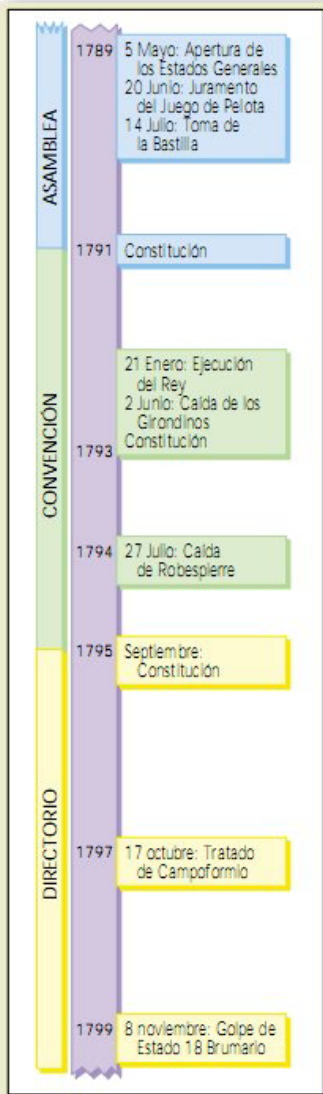 ASAMBLEA
1789
5 Mayo: Apertura de
los Estados Generales
20 Junio: Juramento
del Juego de Pelota
14 Julio: Toma de
la Bastilla
1791
Constitución
CONVENCIÓN
21 Enero: Ejecución
del Rey
2 Junio: Caída de los
Girondinos
Constitución
1793
1794
27 Julio: Caída
de Robespierre
1795
Septiembre:
Constitución
DIRECTORIO
1797
17 octubre: Tratado
de Campoformio
1799
8 noviembre: Golpe de
Estado 18 Brumario